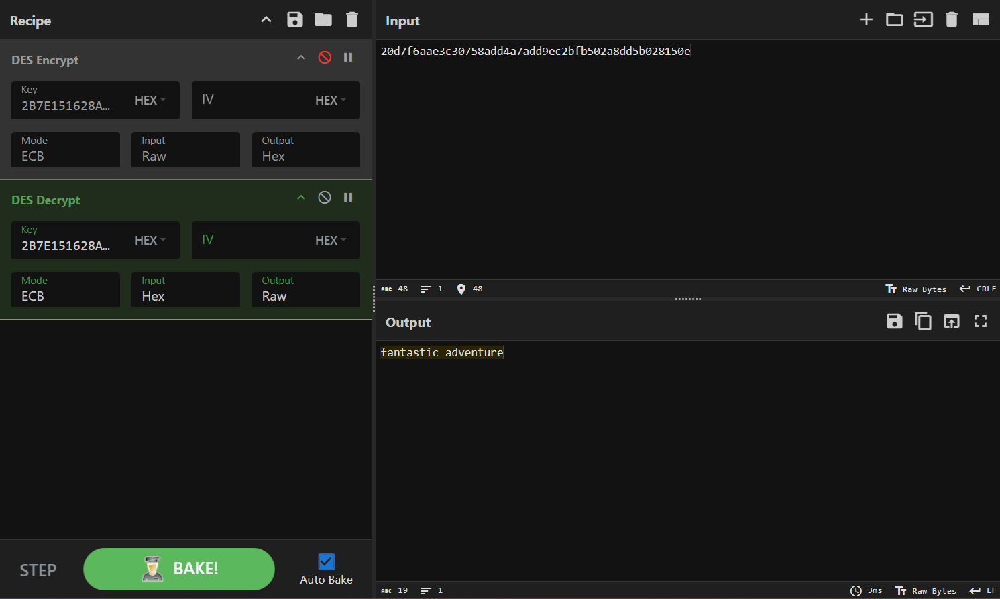 Recipe
DES Encrypt
Key
2B7E151628A...
HEX
IV
HEX
Mode
ECB
Input
Raw
Output
Hex
DES Decrypt
Key
2B7E151628A...
HEX
IV
HEX
Mode
ECB
Input
Hex
Output
Raw
STEP
BAKE!
Auto Bake
Input
20d7f6aae3c30758add4a7add9ec2bfb502a8dd5b028150e
ABC 48 1 48 Tт Raw Bytes CRLF
Output
fantastic adventure
ABC 19 1 3ms Tт Raw Bytes LF